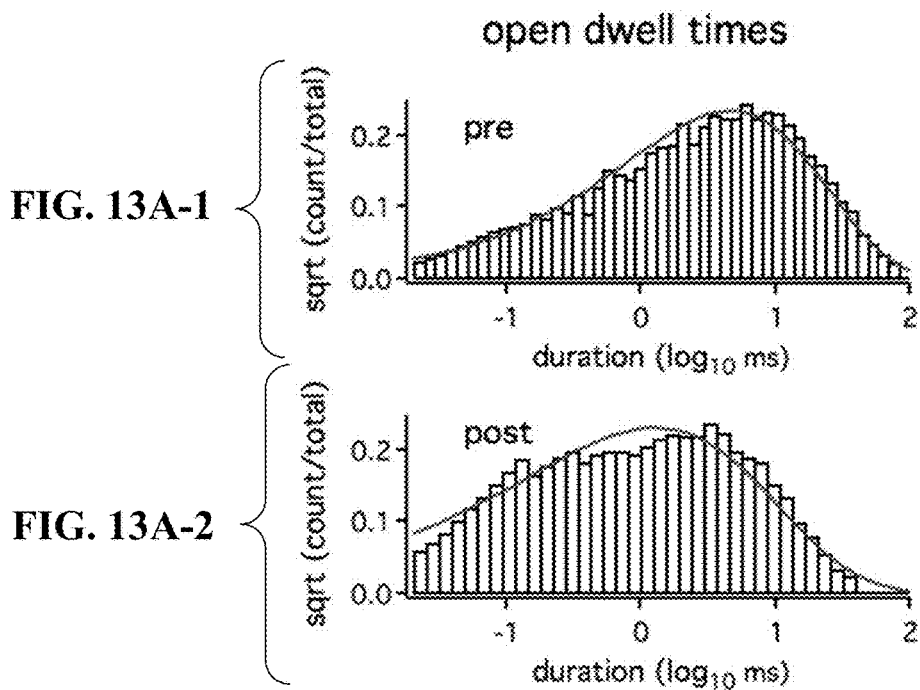 open dwell times
FIG. 13A-1
sqrt (count/total)
0.2
0.1
0.0
pre
-1
0
1
2
duration (log10 ms)
FIG. 13A-2
sqrt (count/total)
0.2
0.1
0.0
post
-1
0
1
2
duration (log10 ms)